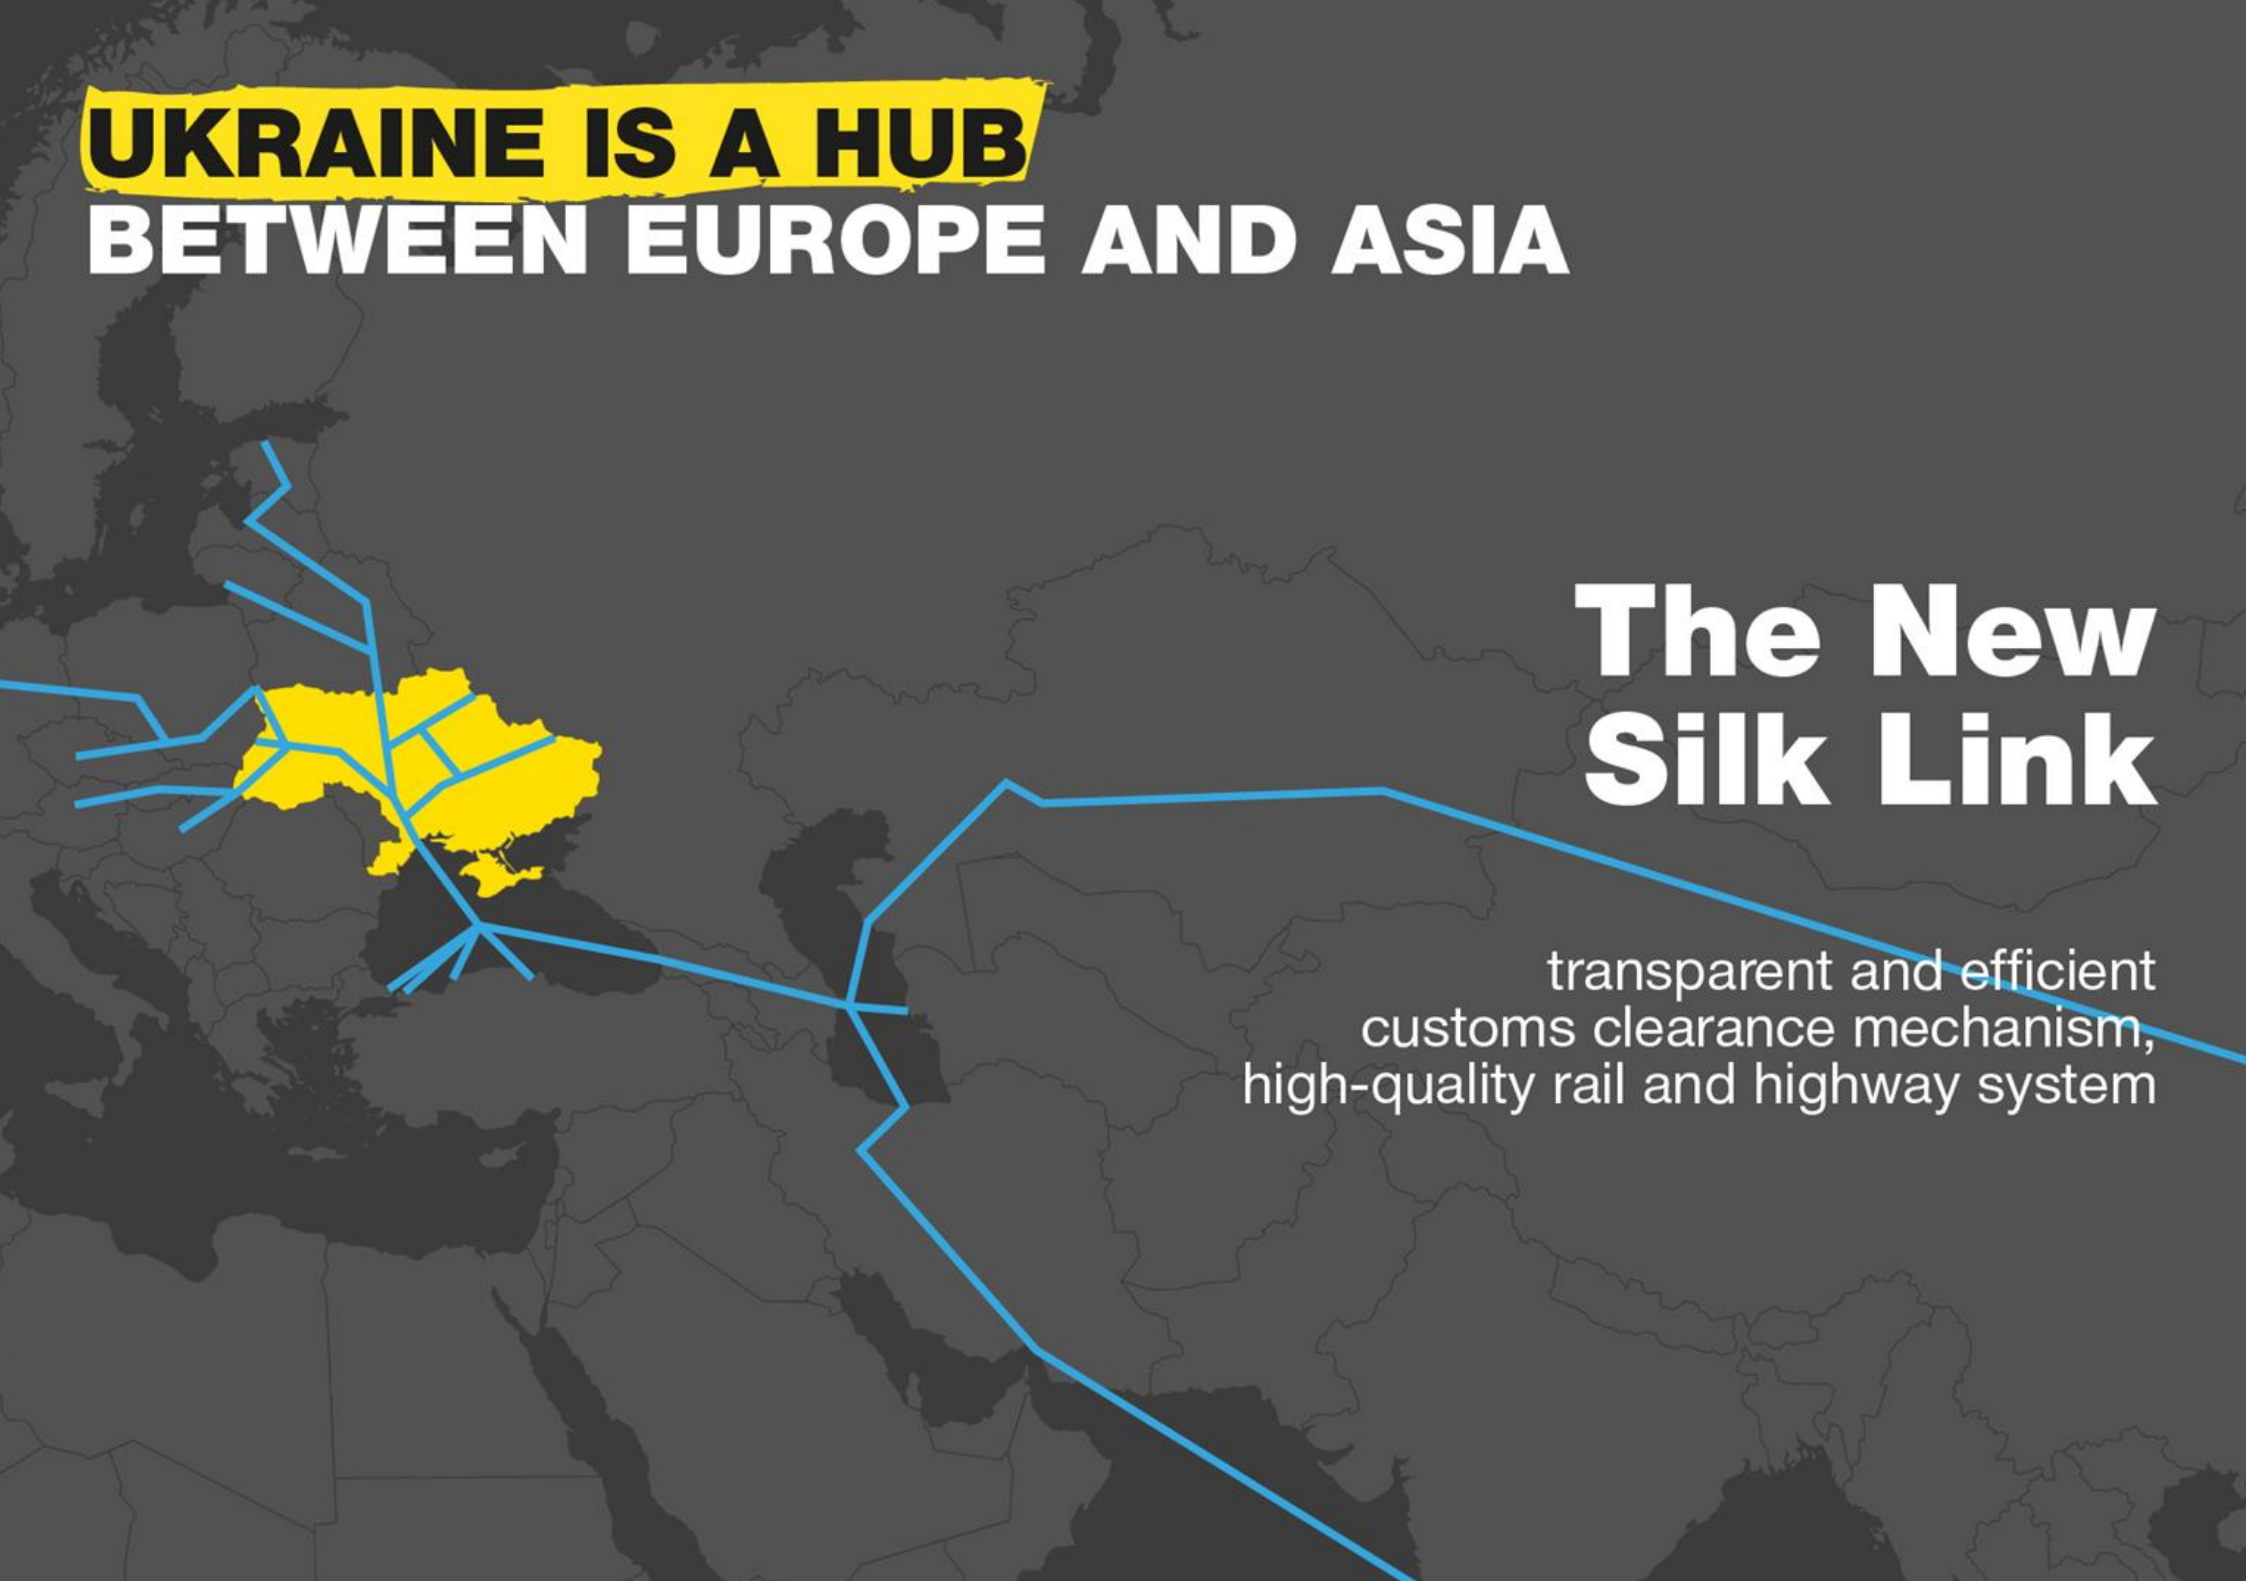 UKRAINE IS A HUB
BETWEEN EUROPE AND ASIA
The New
Silk Link
transparent and efficient
customs clearance mechanism,
high-quality rail and highway system